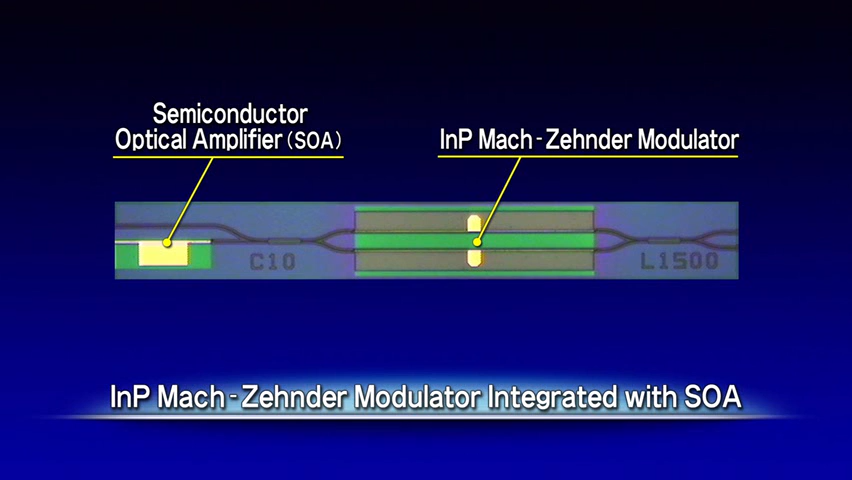 Semiconductor
Optical Amplifier (SOA)
InP Mach-Zehnder Modulator
C10
L1500
InP Mach-Zehnder Modulator Integrated with SOA